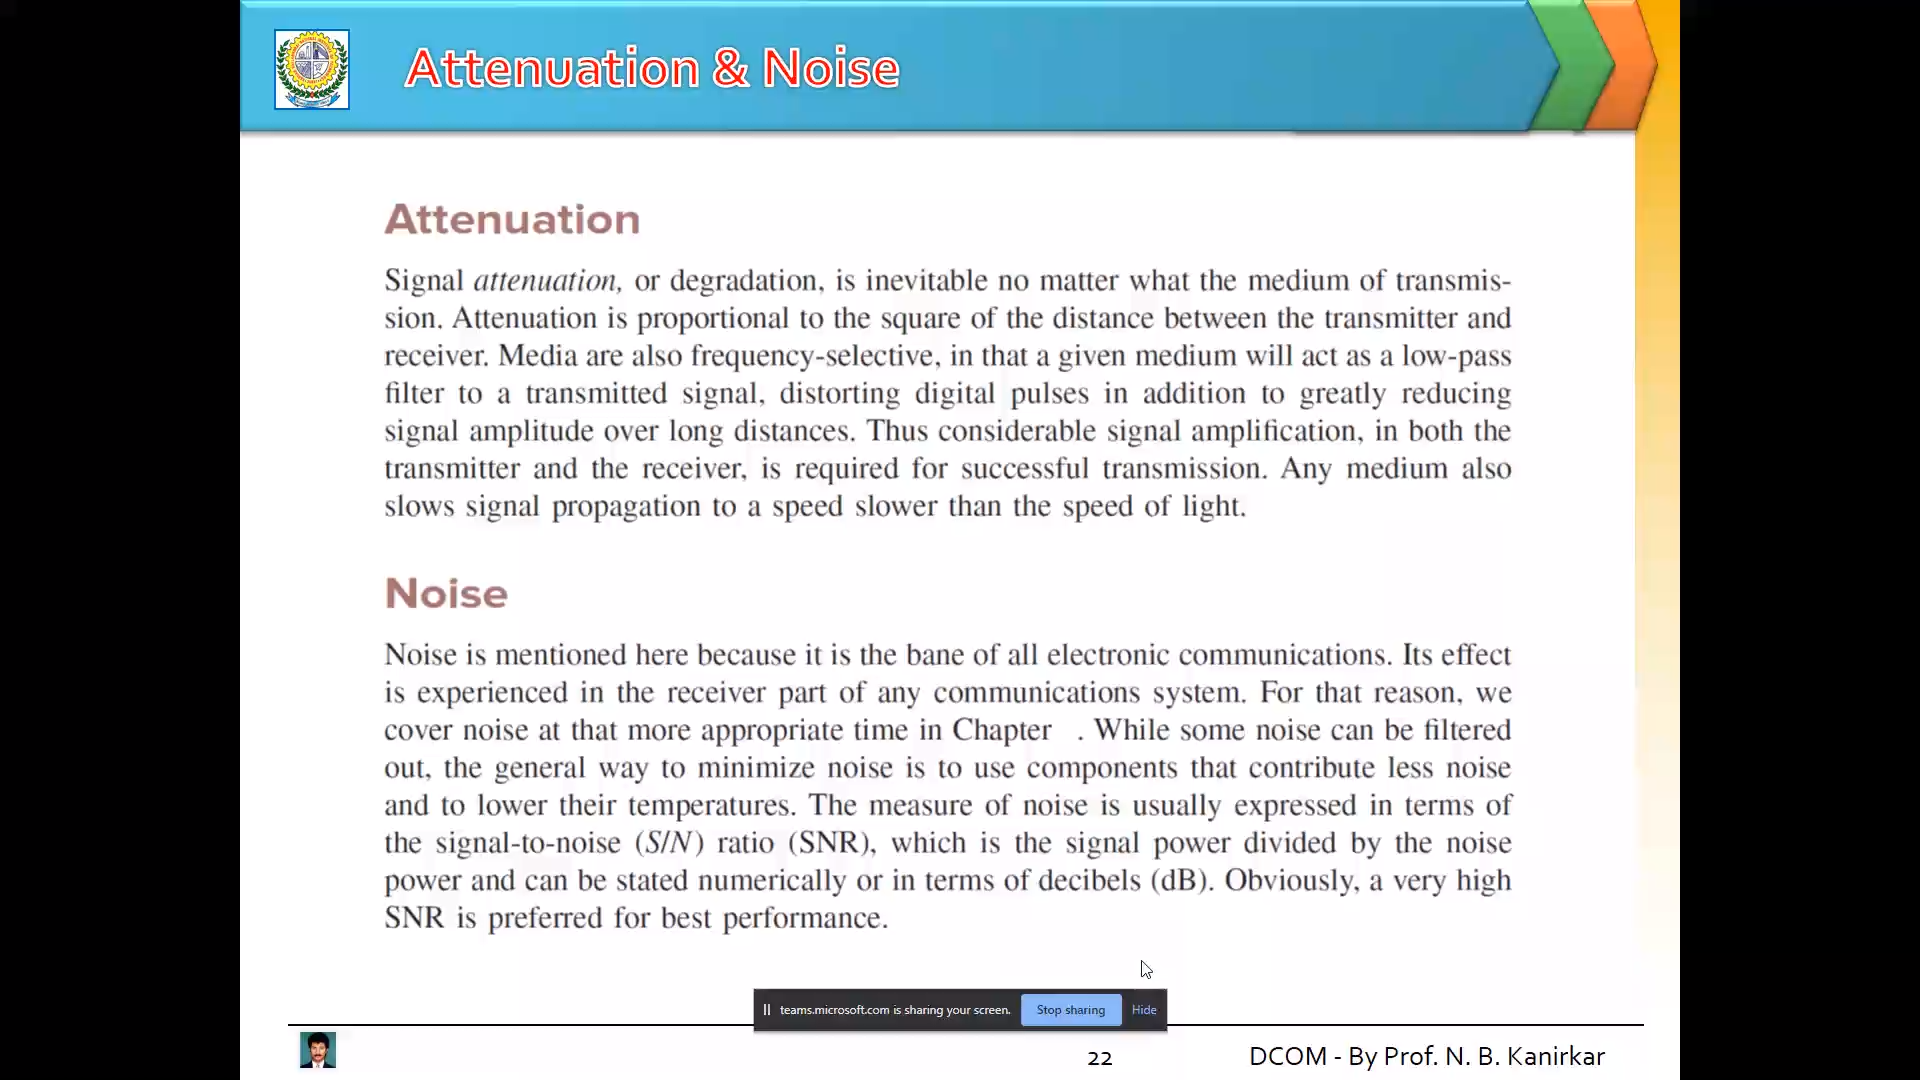 Attenuation & Noise
Attenuation
Signal attenuation, or degradation, is inevitable no matter what the medium of transmis-
sion. Attenuation is proportional to the square of the distance between the transmitter and
receiver. Media are also frequency-selective, in that a given medium will act as a low-pass
filter to a transmitted signal, distorting digital pulses in addition to greatly reducing
signal amplitude over long distances. Thus considerable signal amplification, in both the
transmitter and the receiver, is required for successful transmission. Any medium also
slows signal propagation to a speed slower than the speed of light.
Noise
Noise is mentioned here because it is the bane of all electronic communications. Its effect
is experienced in the receiver part of any communications system. For that reason, we
cover noise at that more appropriate time in Chapter . While some noise can be filtered
out, the general way to minimize noise is to use components that contribute less noise
and to lower their temperatures. The measure of noise is usually expressed in terms of
the signal-to-noise (S/N) ratio (SNR), which is the signal power divided by the noise
power and can be stated numerically or in terms of decibels (dB). Obviously, a very high
SNR is preferred for best performance.
teams.microsoft.com is sharing your screen. Stop sharing Hide
22 DCOM - By Prof. N. B. Kanirkar